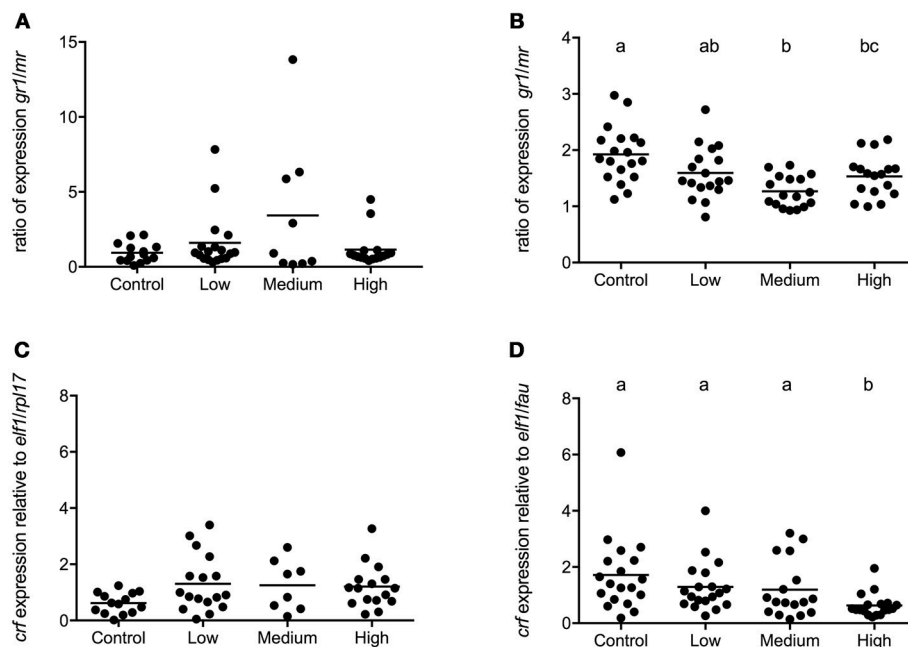 A
ratio of expression gr1/mr
15
10
5
0
Control Low Medium High
B
ratio of expression gr1/mr
4
3
2
1
0
a ab b bc
Control Low Medium High
C
crf expression relative to elf1/rpl17
8
6
4
2
0
Control Low Medium High
D
crf expression relative to elf1/fau
8
6
4
2
0
a a a b
Control Low Medium High